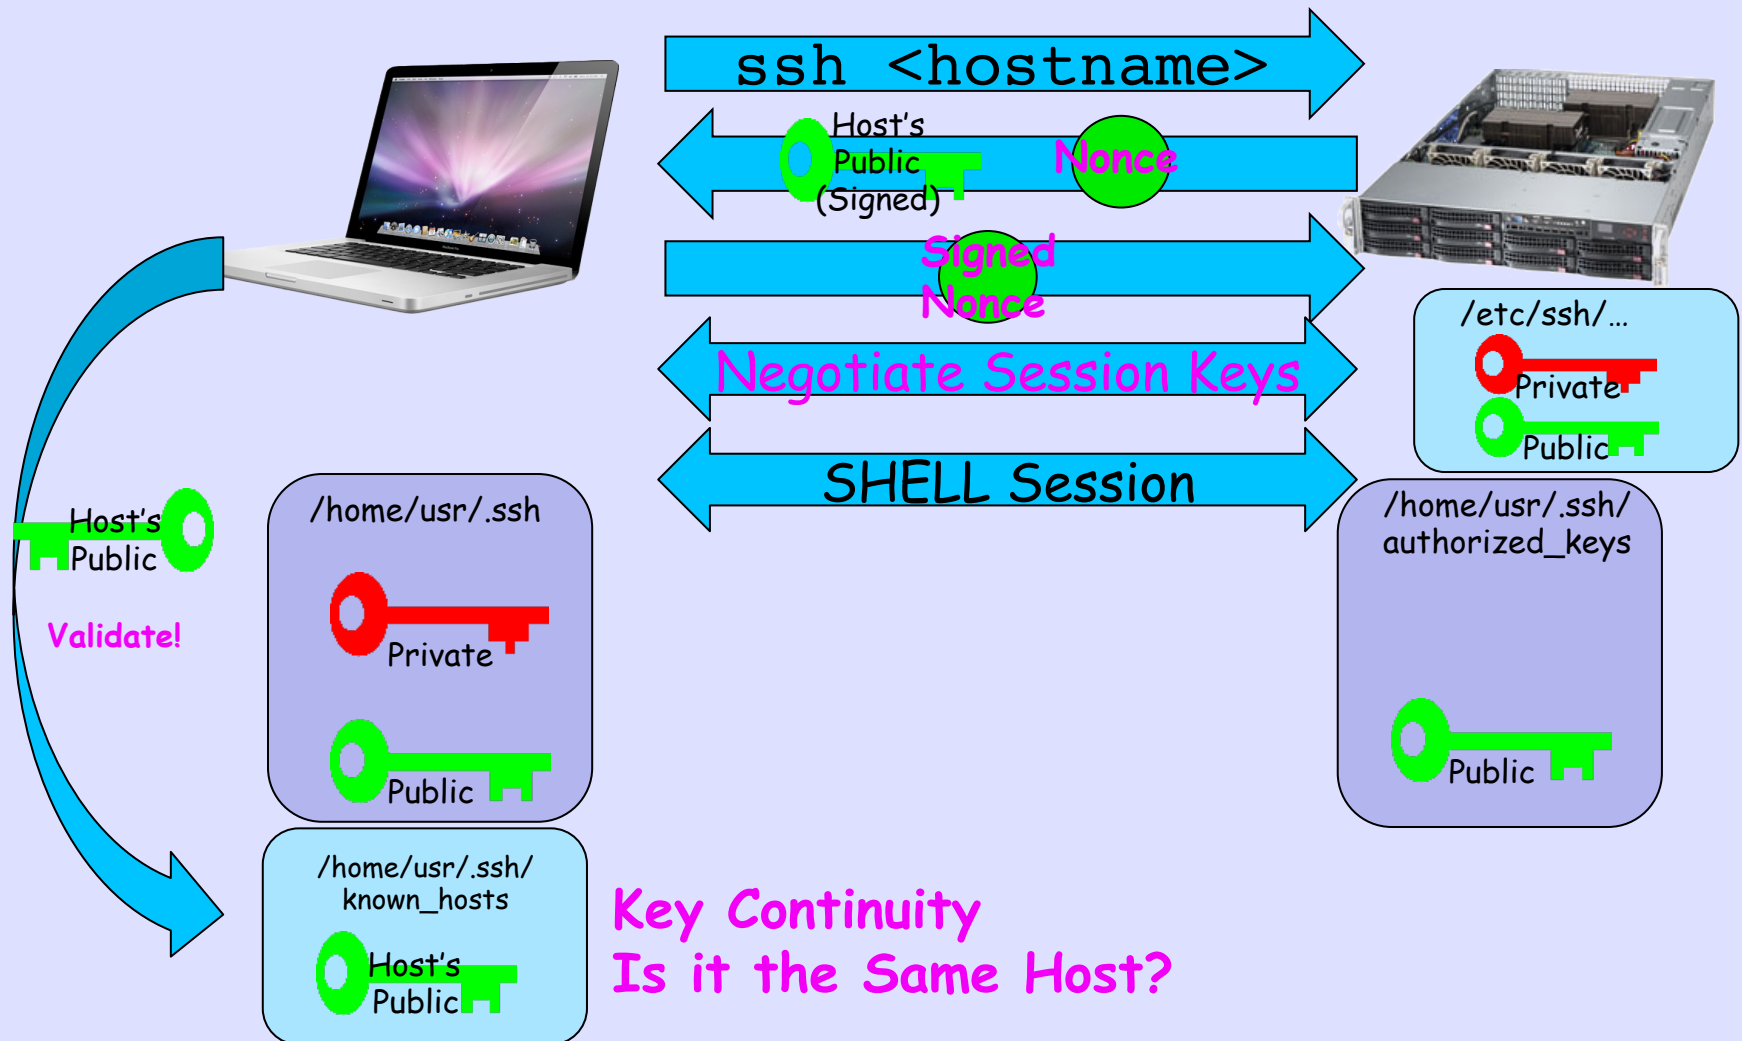 ssh <hostname>
Host's
Public
(Signed)
Nonce
Signed
Nonce
Negotiate Session Keys
SHELL Session
/etc/ssh/…
Private
Public
Host's
Public
Validate!
/home/usr/.ssh
Private
Public
/home/usr/.ssh/
authorized_keys
Public
/home/usr/.ssh/
known_hosts
Host's
Public
Key Continuity
Is it the Same Host?